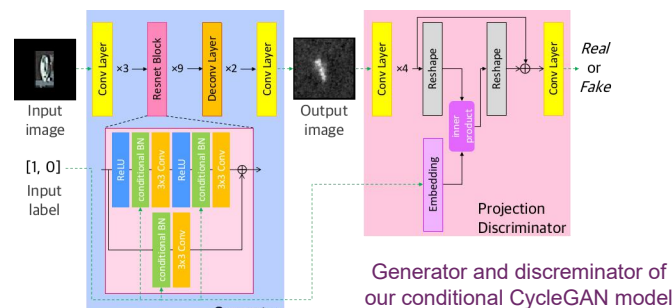 Input
image
[1, 0]
Input
label
Conv Layer
×3
Resnet Block
×9
Deconv Layer
×2
Conv Layer
ReLU
conditional BN
3x3 Conv
ReLU
conditional BN
3x3 Conv
conditional BN
3x3 Conv
Output
image
Conv Layer
×4
Reshape
Reshape
Conv Layer
Inner
product
Embedding
Projection
Discriminator
Real
or
Fake
Generator and discreminator of
our conditional CycleGAN model